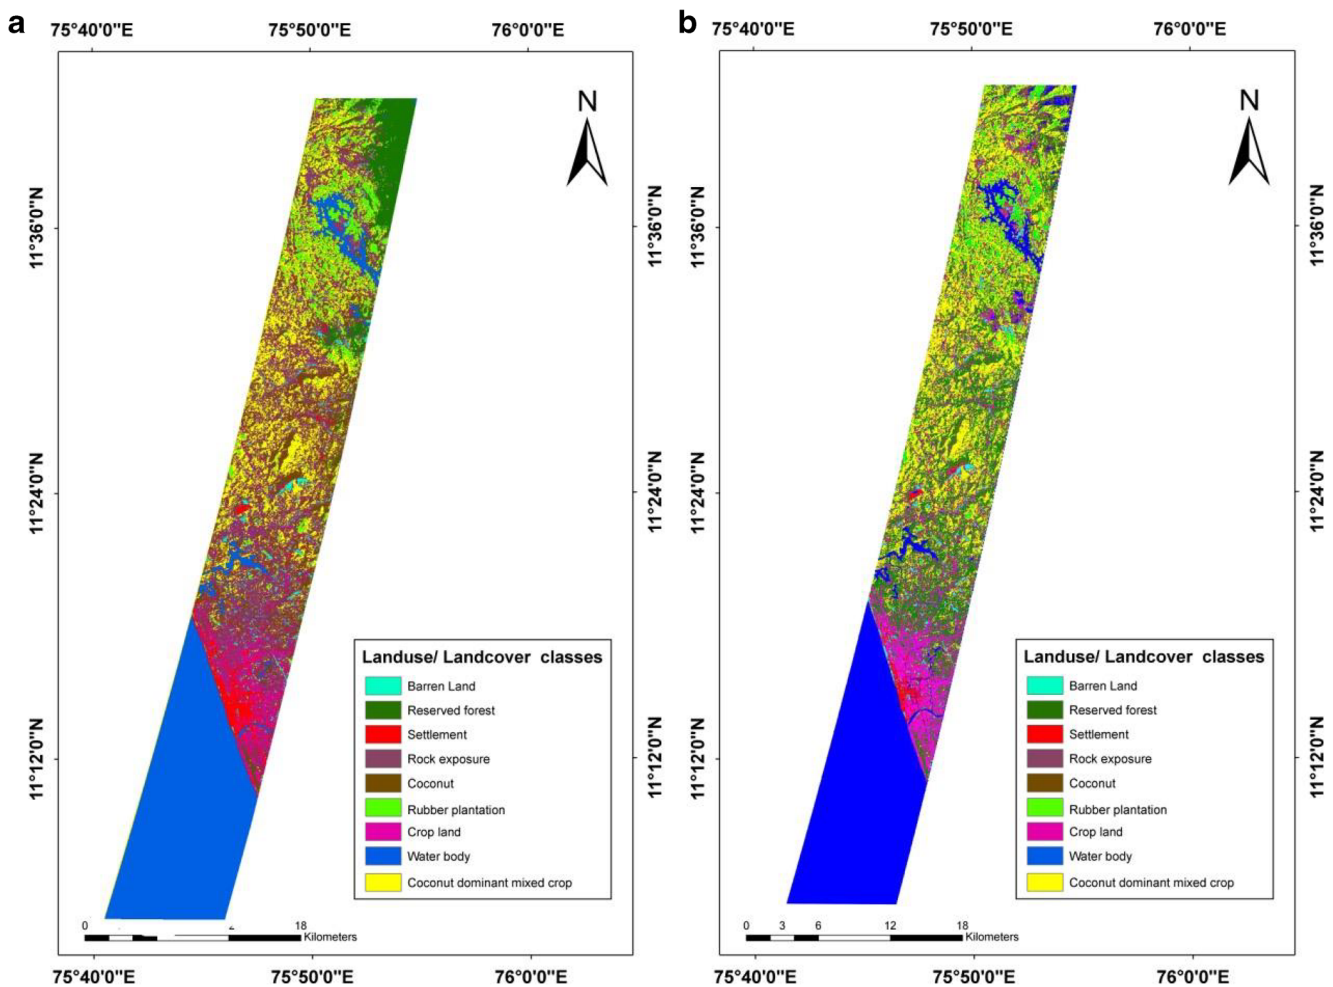 a
75°40'0"E 75°50'0"E 76°0'0"E
N
11°36'0"N
11°24'0"N
11°12'0"N
11°36'0"N
11°24'0"N
11°12'0"N
Landuse/ Landcover classes
Barren Land
Reserved forest
Settlement
Rock exposure
Coconut
Rubber plantation
Crop land
Water body
Coconut dominant mixed crop
0 18
Kilometers
75°40'0"E 75°50'0"E 76°0'0"E
b
75°40'0"E 75°50'0"E 76°0'0"E
N
11°36'0"N
11°24'0"N
11°12'0"N
11°36'0"N
11°24'0"N
11°12'0"N
Landuse/ Landcover classes
Barren Land
Reserved forest
Settlement
Rock exposure
Coconut
Rubber plantation
Crop land
Water body
Coconut dominant mixed crop
0 3 6 12 18
Kilometers
75°40'0"E 75°50'0"E 76°0'0"E